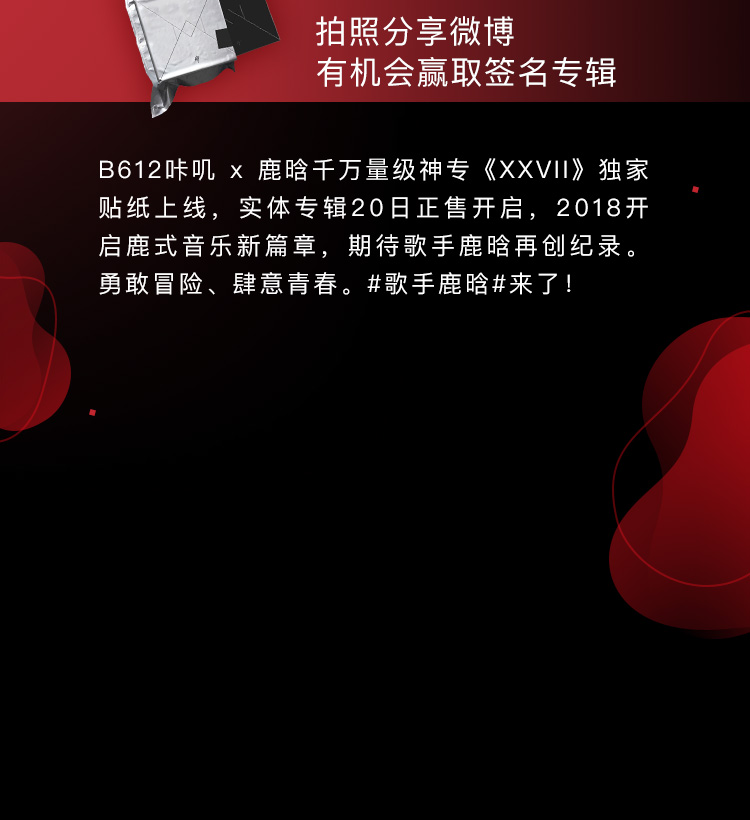 拍照分享微博
有机会赢取签名专辑
B612咔叽 x 鹿晗千万量级神专《XXVII》独家
贴纸上线，实体专辑20日正售开启，2018开
启鹿式音乐新篇章，期待歌手鹿晗再创纪录。
勇敢冒险、肆意青春。#歌手鹿晗#来了！